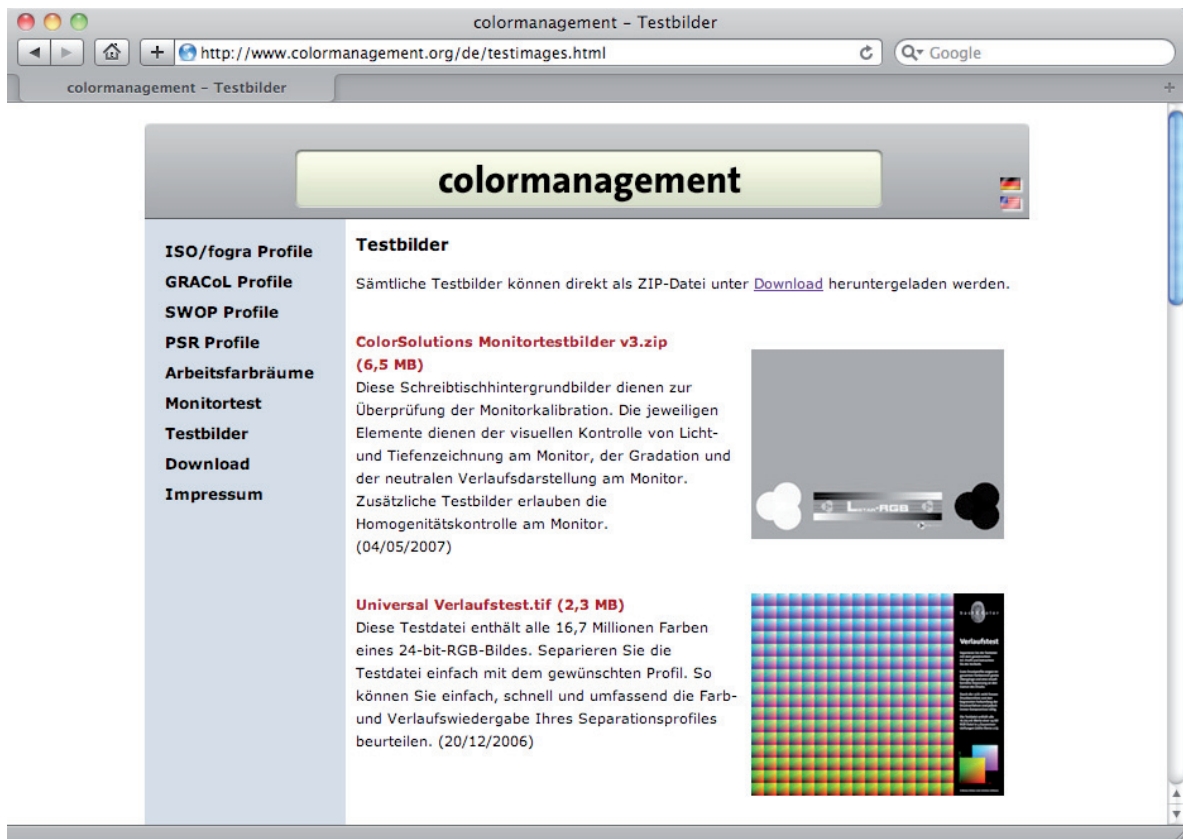 colormanagement – Testbilder
http://www.colormanagement.org/de/testimages.html
Google
colormanagement – Testbilder
colormanagement
ISO/fogra Profile
GRACoL Profile
SWOP Profile
PSR Profile
Arbeitsfarbräume
Monitortest
Testbilder
Download
Impressum
Testbilder
Sämtliche Testbilder können direkt als ZIP-Datei unter Download heruntergeladen werden.
ColorSolutions Monitortestbilder v3.zip
(6,5 MB)
Diese Schreibtischhintergrundbilder dienen zur
Überprüfung der Monitorkalibration. Die jeweiligen
Elemente dienen der visuellen Kontrolle von Licht-
und Tiefenzeichnung am Monitor, der Gradation und
der neutralen Verlaufsdarstellung am Monitor.
Zusätzliche Testbilder erlauben die
Homogenitätskontrolle am Monitor.
(04/05/2007)
L-STAR-RGB
Universal Verlaufstest.tif (2,3 MB)
Diese Testdatei enthält alle 16,7 Millionen Farben
eines 24-bit-RGB-Bildes. Separieren Sie die
Testdatei einfach mit dem gewünschten Profil. So
können Sie einfach, schnell und umfassend die Farb-
und Verlaufswiedergabe Ihres Separationsprofiles
beurteilen. (20/12/2006)
Verlaufstest